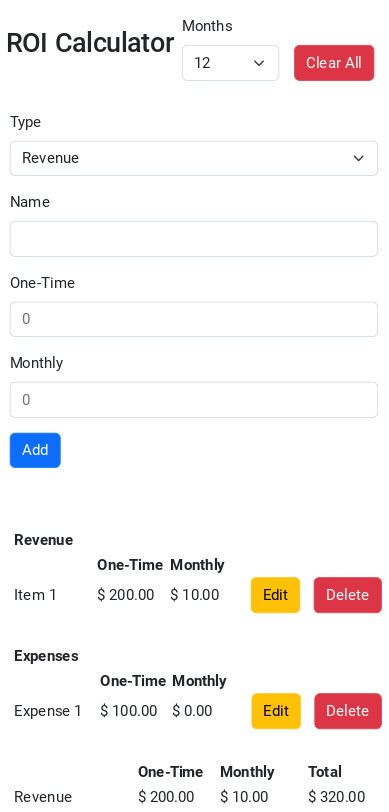 Months
ROI Calculator
12
Clear All
Type
Revenue
Name
One-Time
0
Monthly
0
Add
Revenue
One-Time Monthly
Item 1 $ 200.00 $ 10.00 Edit Delete
Expenses
One-Time Monthly
Expense 1 $ 100.00 $ 0.00 Edit Delete
One-Time Monthly Total
Revenue $ 200.00 $ 10.00 $ 320.00